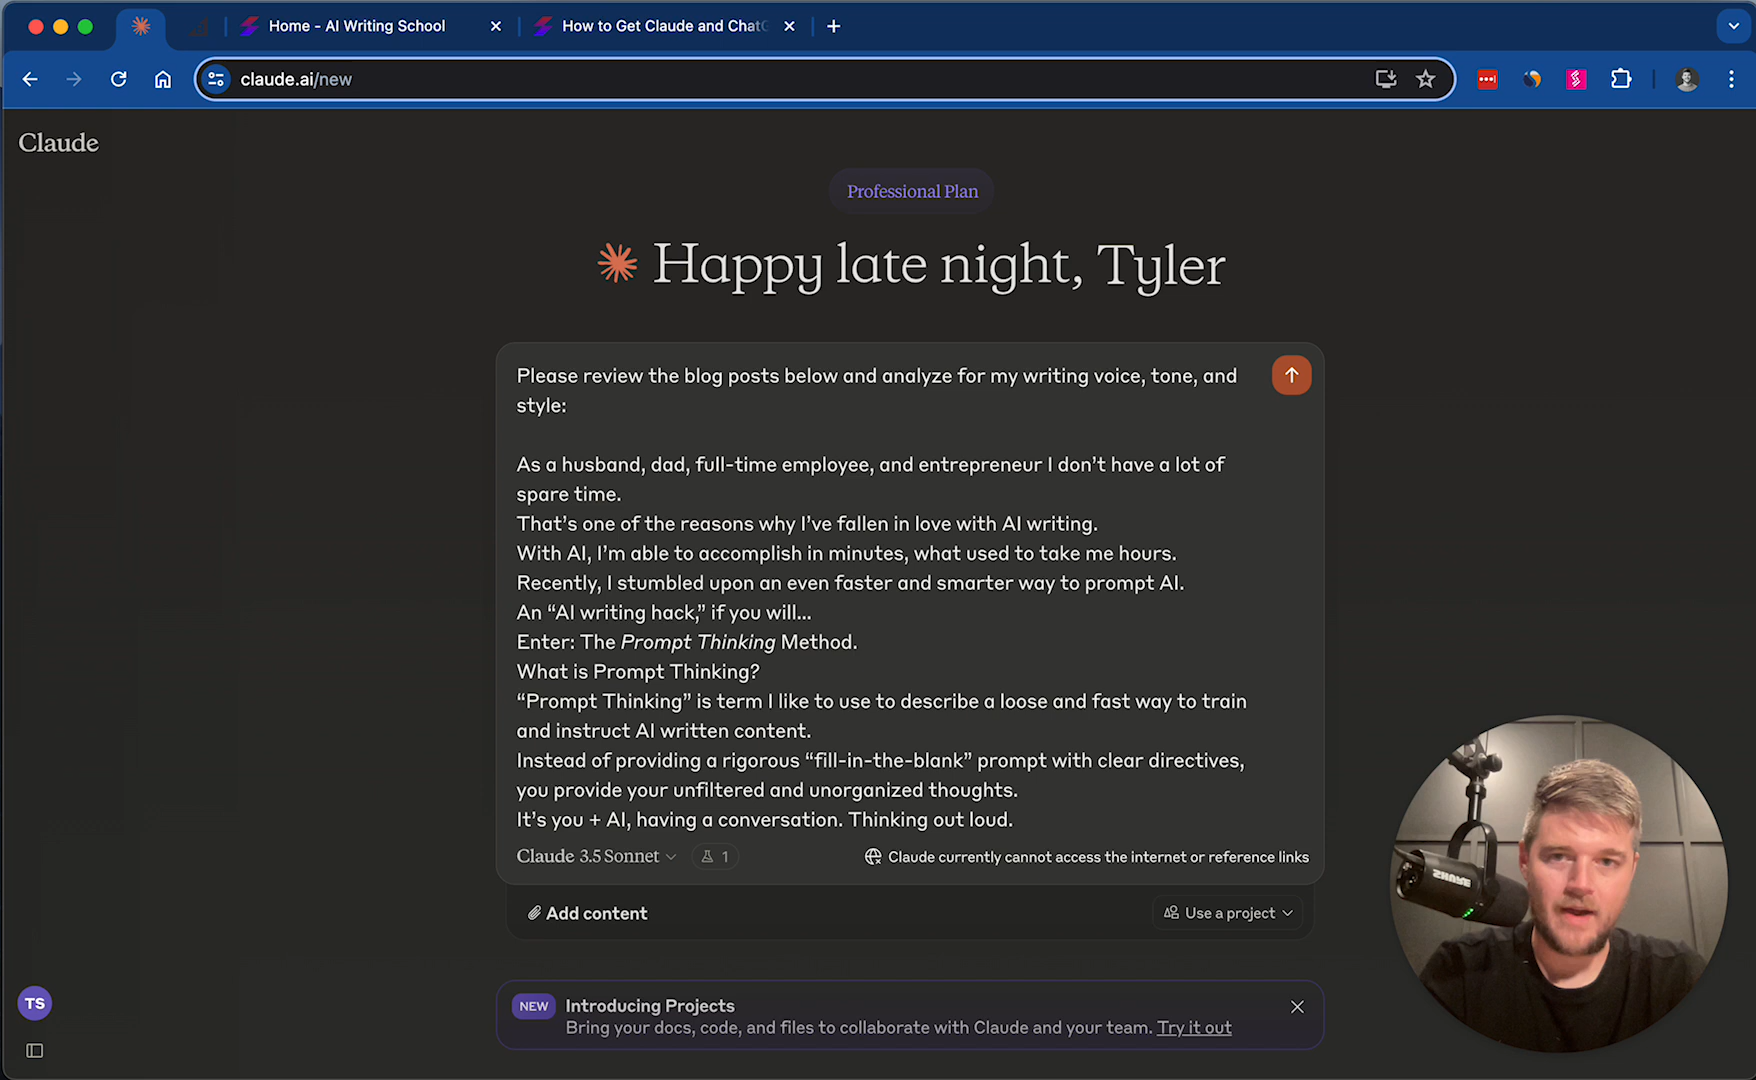 Home - AI Writing School
How to Get Claude and Chat
claude.ai/new
Claude
Professional Plan
Happy late night, Tyler
Please review the blog posts below and analyze for my writing voice, tone, and
style:
As a husband, dad, full-time employee, and entrepreneur I don’t have a lot of
spare time.
That’s one of the reasons why I’ve fallen in love with AI writing.
With AI, I’m able to accomplish in minutes, what used to take me hours.
Recently, I stumbled upon an even faster and smarter way to prompt AI.
An “AI writing hack,” if you will...
Enter: The Prompt Thinking Method.
What is Prompt Thinking?
“Prompt Thinking” is term I like to use to describe a loose and fast way to train
and instruct AI written content.
Instead of providing a rigorous “fill-in-the-blank” prompt with clear directives,
you provide your unfiltered and unorganized thoughts.
It’s you + AI, having a conversation. Thinking out loud.
Claude 3.5 Sonnet
1
Claude currently cannot access the internet or reference links
Add content
Use a project
SHURE
TS
NEW
Introducing Projects
Bring your docs, code, and files to collaborate with Claude and your team. Try it out